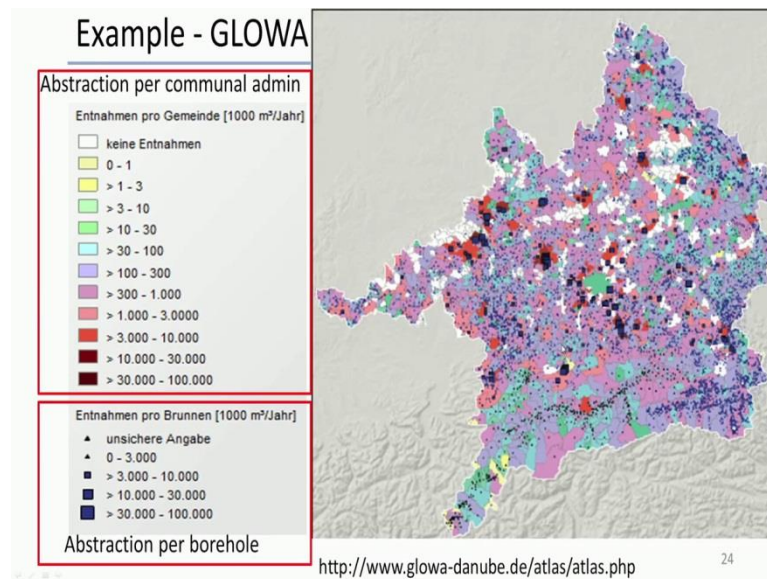 Example - GLOWA
Abstraction per communal admin
Entnahmen pro Gemeinde [1000 m³/Jahr]
keine Entnahmen
0 - 1
> 1 - 3
> 3 - 10
> 10 - 30
> 30 - 100
> 100 - 300
> 300 - 1.000
> 1.000 - 3.0000
> 3.000 - 10.000
> 10.000 - 30.000
> 30.000 - 100.000
Entnahmen pro Brunnen [1000 m³/Jahr]
unsichere Angabe
0 - 3.000
> 3.000 - 10.000
> 10.000 - 30.000
> 30.000 - 100.000
Abstraction per borehole
http://www.glowa-danube.de/atlas/atlas.php
24